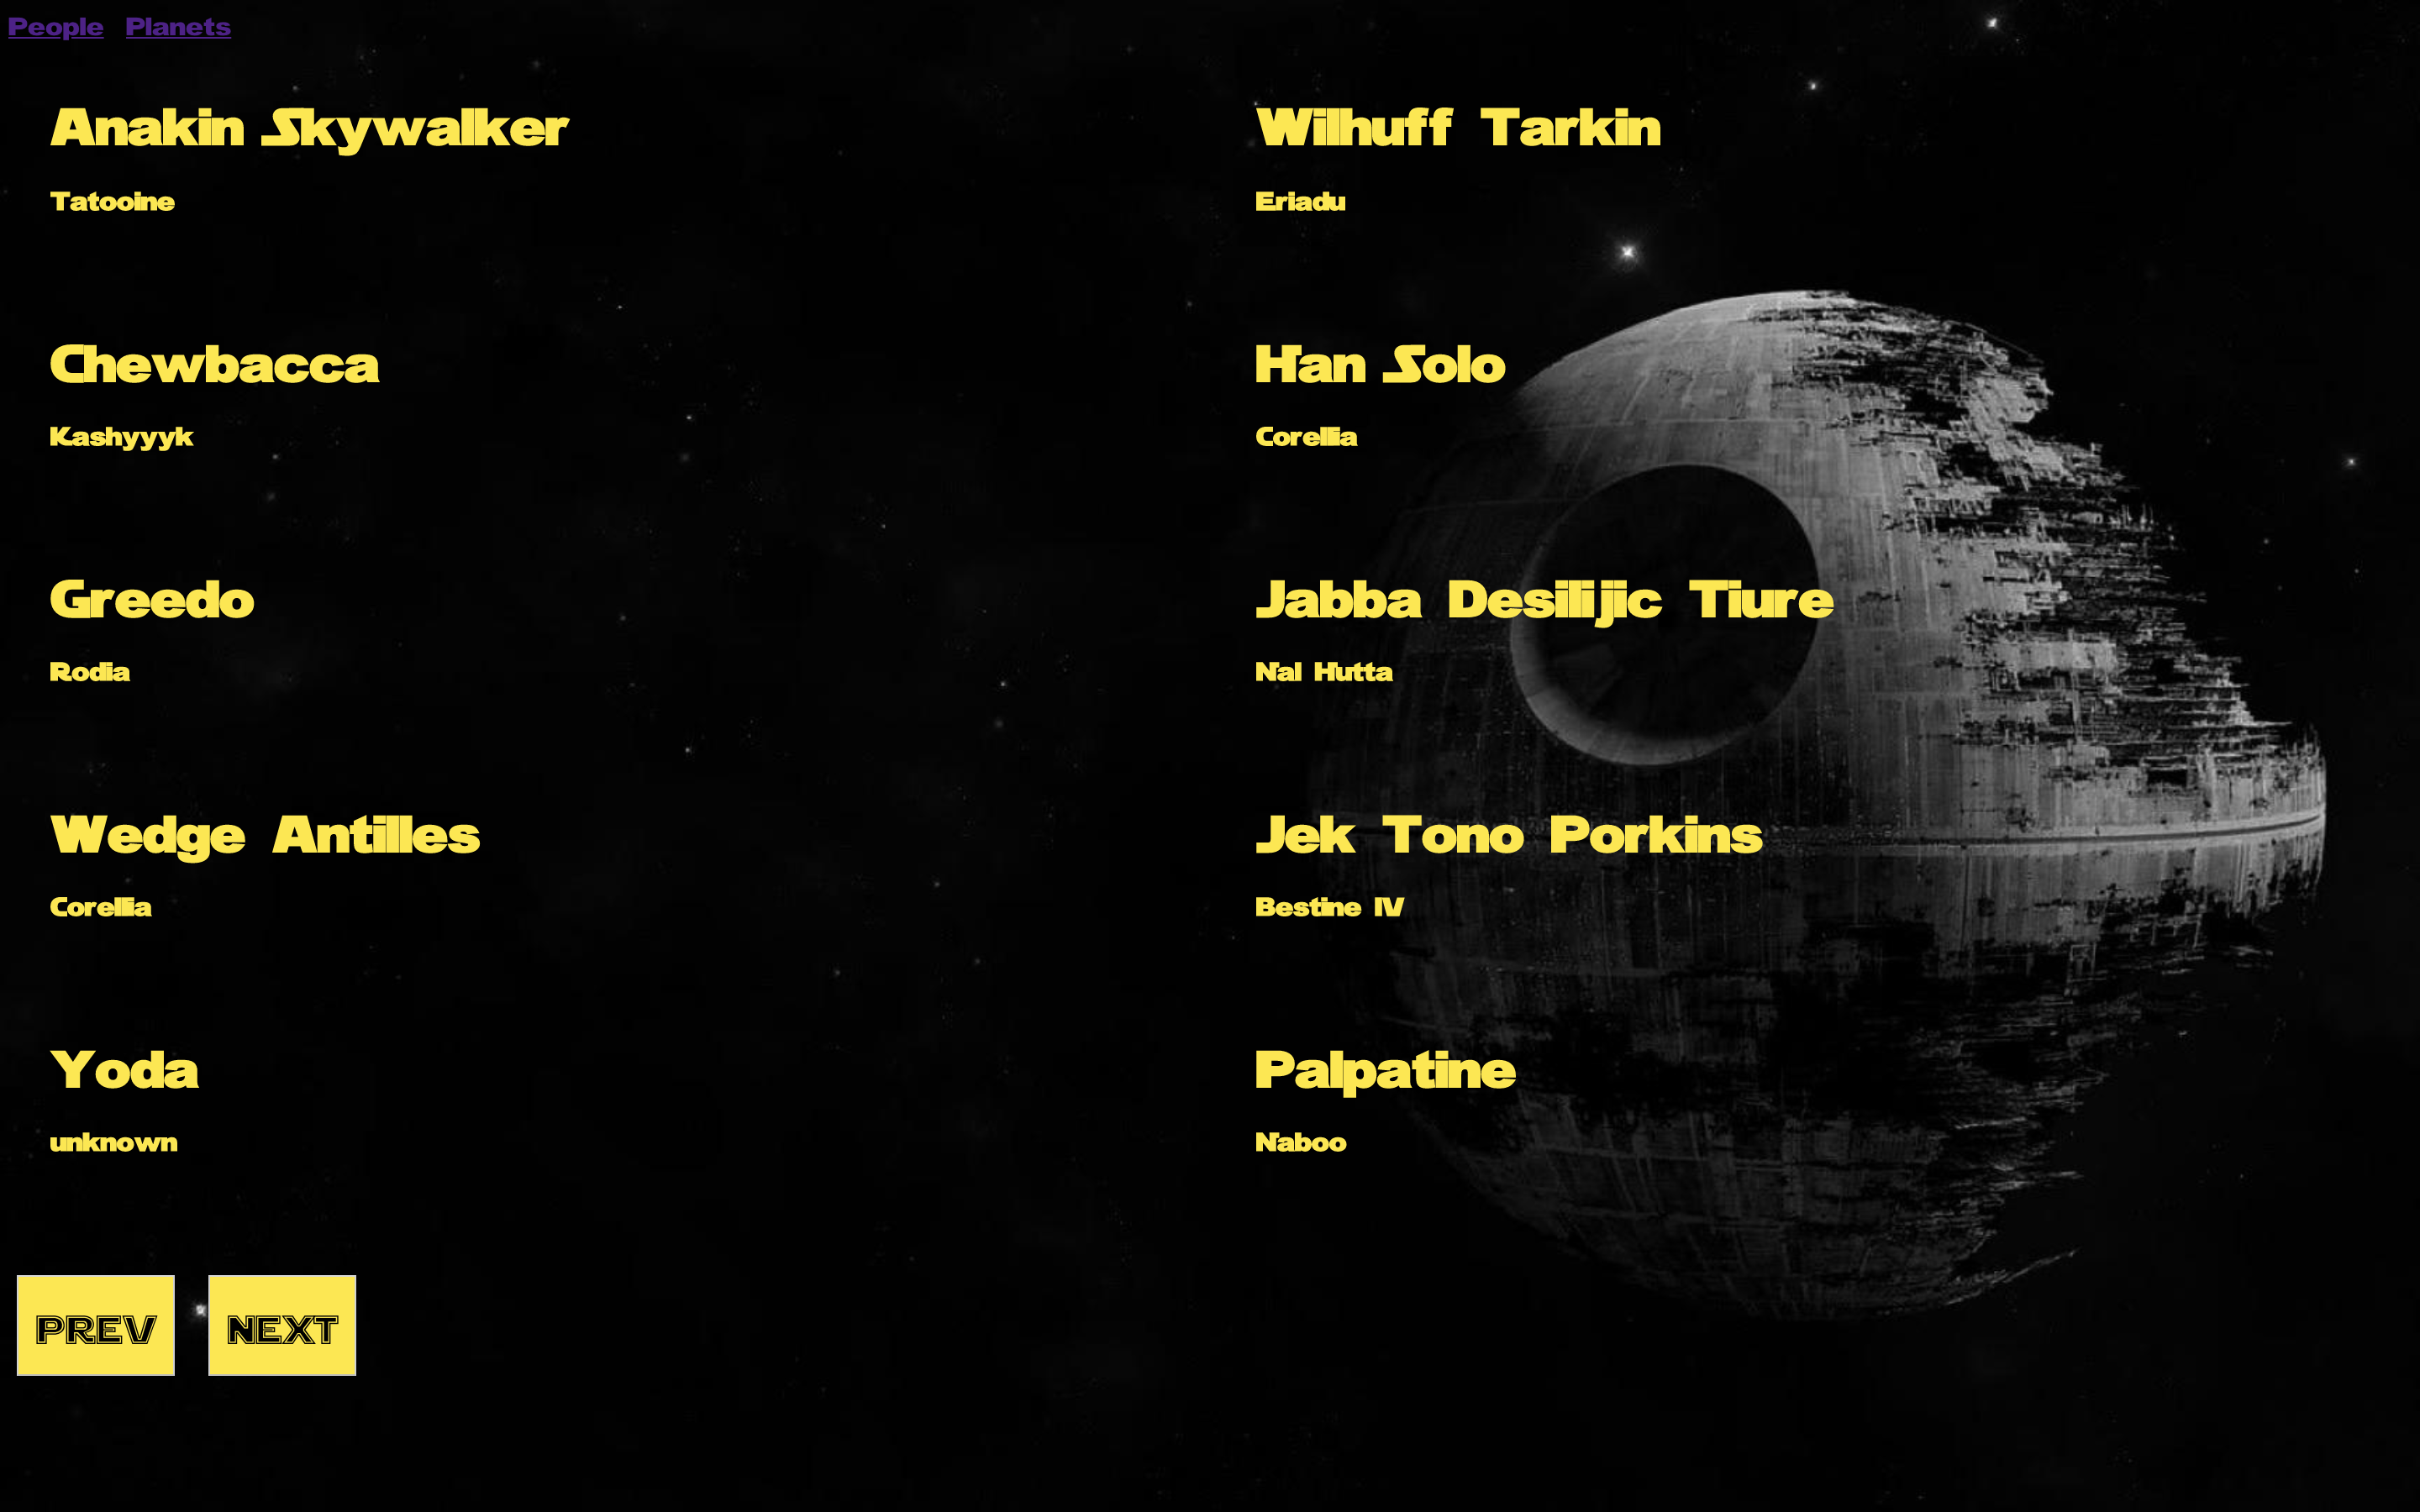 People Planets
Anakin Skywalker
Tatooine
Wilhuff Tarkin
Eriadu
Chewbacca
Kashyyyk
Han Solo
Corellia
Greedo
Rodia
Jabba Desilijic Tiure
Nal Hutta
Wedge Antilles
Corellia
Jek Tono Porkins
Bestine IV
Yoda
unknown
Palpatine
Naboo
PREV NEXT